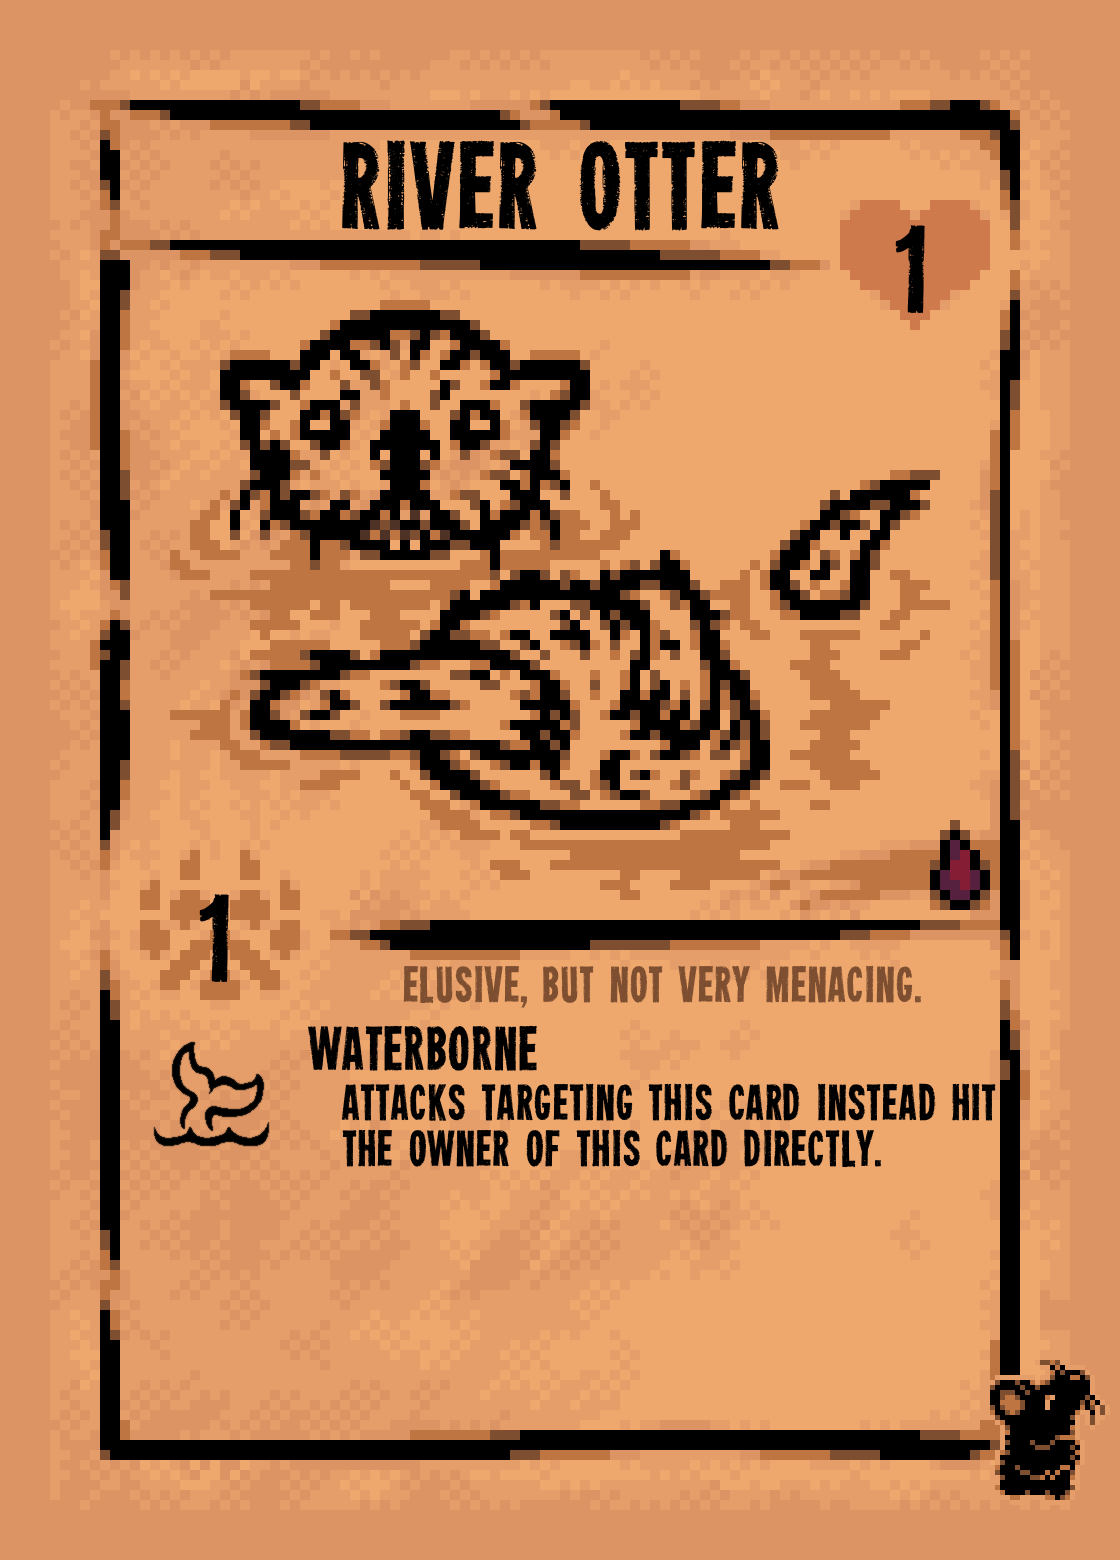 RIVER OTTER
1
1
ELUSIVE, BUT NOT VERY MENACING.
WATERBORNE
ATTACKS TARGETING THIS CARD INSTEAD HIT
THE OWNER OF THIS CARD DIRECTLY.